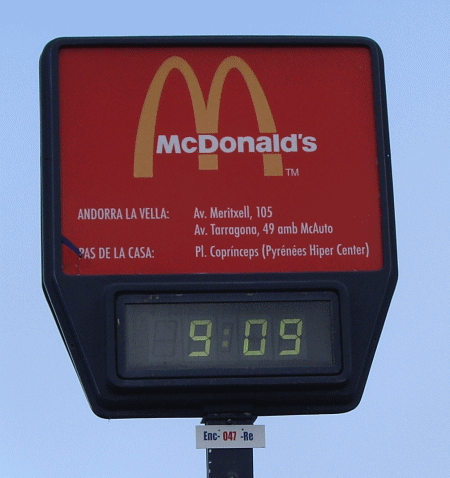 McDonald's
TM
ANDORRA LA VELLA: Av. Meritxell, 105
Av. Tarragona, 49 amb McAuto
PAS DE LA CASA: Pl. Coprínceps (Pyrénées Hiper Center)
9:09
Enc- 047 -Re